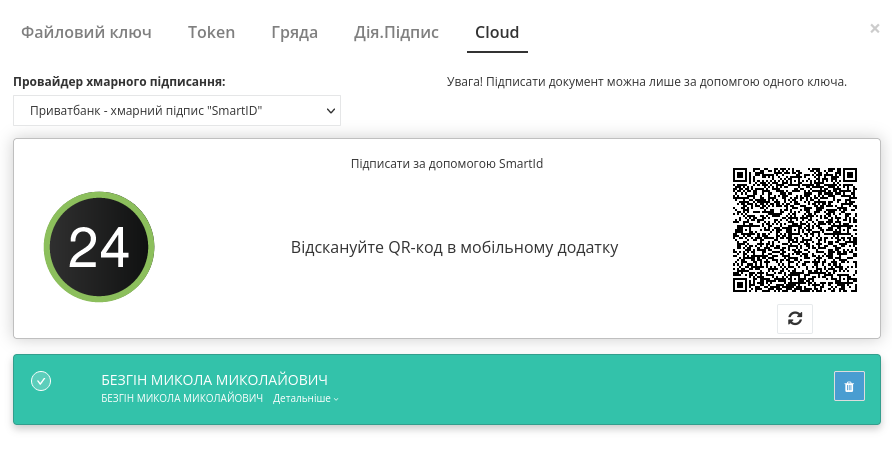 Файловий ключ Token Гряда Дія.Підпис Cloud ×
Провайдер хмарного підписання: Увага! Підписати документ можна лише за допомгою одного ключа.
Приватбанк - хмарний підпис "SmartID"
Підписати за допомогою SmartId
24 Відскануйте QR-код в мобільному додатку
БЕЗГІН МИКОЛА МИКОЛАЙОВИЧ
БЕЗГІН МИКОЛА МИКОЛАЙОВИЧ Детальніше